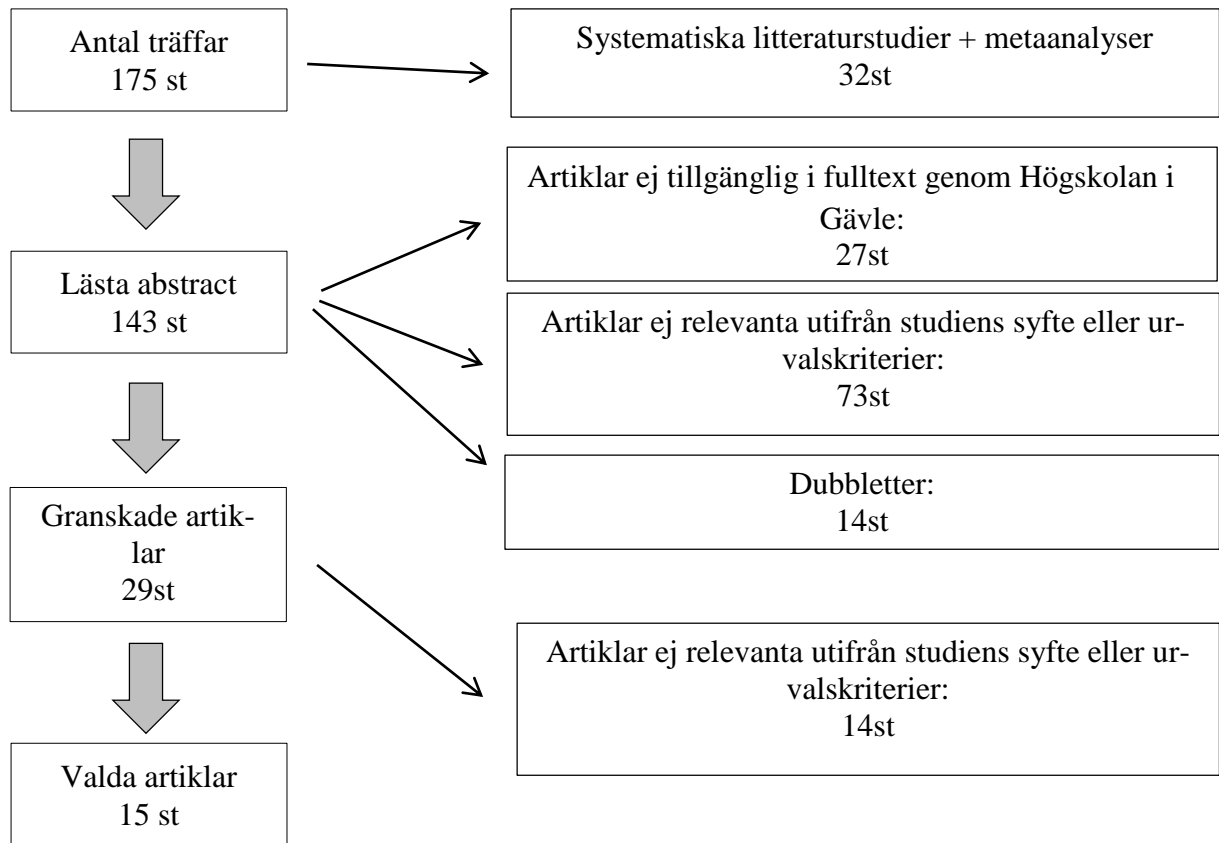 Antal träffar
175 st
Systematiska litteraturstudier + metaanalyser
32st
Artiklar ej tillgänglig i fulltext genom Högskolan i
Gävle:
27st
Lästa abstract
143 st
Artiklar ej relevanta utifrån studiens syfte eller ur-
valskriterier:
73st
Dubbletter:
14st
Granskade artik-
lar
29st
Artiklar ej relevanta utifrån studiens syfte eller ur-
valskriterier:
14st
Valda artiklar
15 st